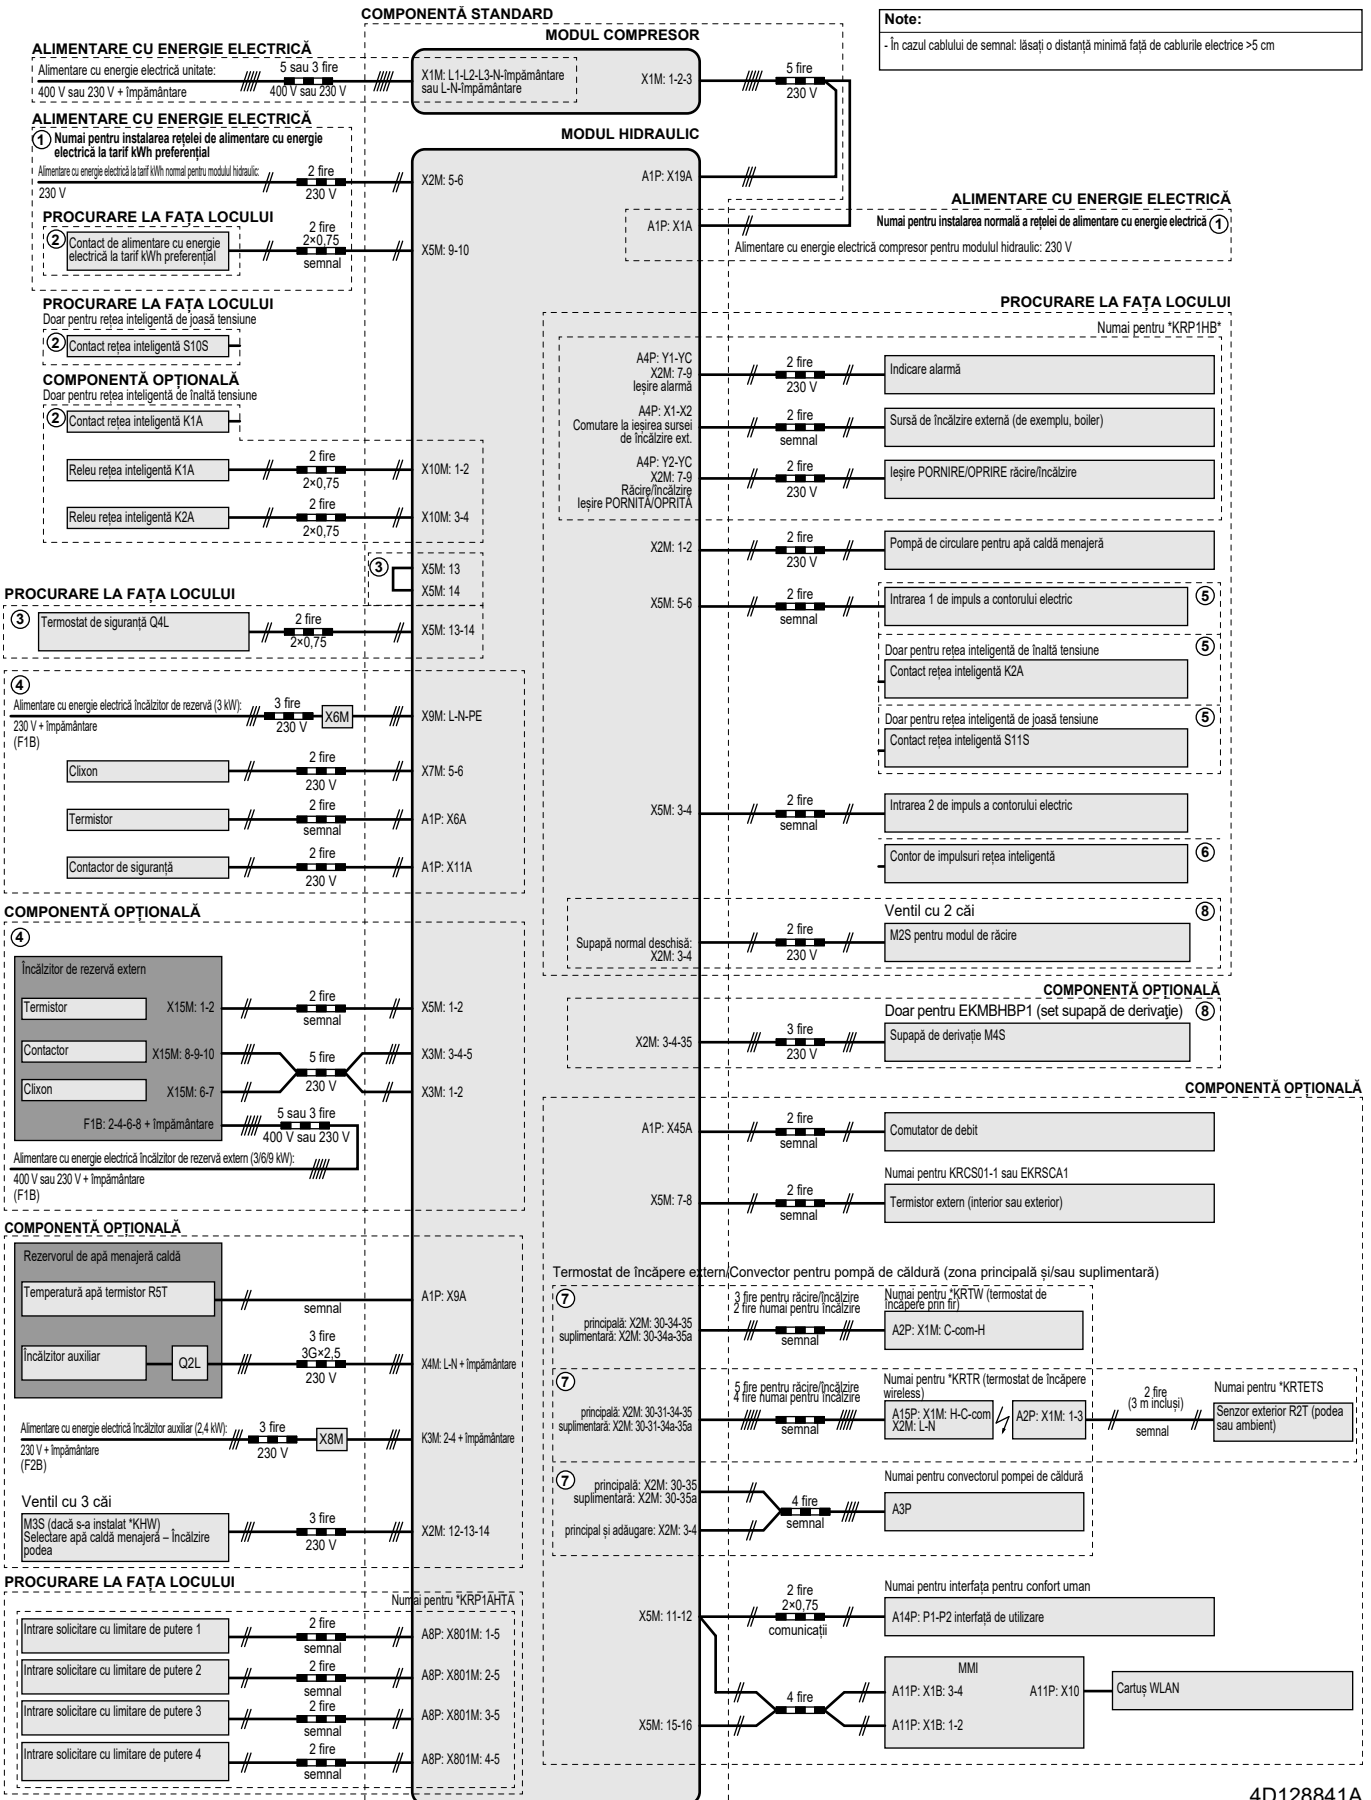 COMPONENTĂ STANDARD
Note:
- În cazul cablului de semnal: lăsați o distanță minimă față de cablurile electrice >5 cm
MODUL COMPRESOR
ALIMENTARE CU ENERGIE ELECTRICĂ
Alimentare cu energie electrică unitate:
400 V sau 230 V + împământare
5 sau 3 fire
400 V sau 230 V
X1M: L1-L2-L3-N-împământare
sau L-N-împământare
X1M: 1-2-3
5 fire
230 V
ALIMENTARE CU ENERGIE ELECTRICĂ
1 Numai pentru instalarea rețelei de alimentare cu energie
electrică la tarif kWh preferențial
Alimentare cu energie electrică la tarif kWh normal pentru modulul hidraulic:
230 V
2 fire
230 V
X2M: 5-6
PROCURARE LA FAȚA LOCULUI
2 Contact de alimentare cu energie
electrică la tarif kWh preferențial
2 fire
2×0,75
semnal
X5M: 9-10
PROCURARE LA FAȚA LOCULUI
Doar pentru rețea inteligentă de joasă tensiune
2 Contact rețea inteligentă S10S
COMPONENTĂ OPȚIONALĂ
Doar pentru rețea inteligentă de înaltă tensiune
2 Contact rețea inteligentă K1A
Releu rețea inteligentă K1A
2 fire
2×0,75
X10M: 1-2
Releu rețea inteligentă K2A
2 fire
2×0,75
X10M: 3-4
3
X5M: 13
X5M: 14
PROCURARE LA FAȚA LOCULUI
3 Termostat de siguranță Q4L
2 fire
2×0,75
X5M: 13-14
4
Alimentare cu energie electrică încălzitor de rezervă (3 kW):
230 V + împământare
(F1B)
3 fire
230 V
X6M
X9M: L-N-PE
Clixon
2 fire
230 V
X7M: 5-6
Termistor
2 fire
semnal
A1P: X6A
Contactor de siguranță
2 fire
230 V
A1P: X11A
COMPONENTĂ OPȚIONALĂ
4
Încălzitor de rezervă extern
Termistor
X15M: 1-2
2 fire
semnal
X5M: 1-2
Contactor
X15M: 8-9-10
5 fire
230 V
X3M: 3-4-5
Clixon
X15M: 6-7
X3M: 1-2
F1B: 2-4-6-8 + împământare
5 sau 3 fire
400 V sau 230 V
Alimentare cu energie electrică încălzitor de rezervă extern (3/6/9 kW):
400 V sau 230 V + împământare
(F1B)
COMPONENTĂ OPȚIONALĂ
Rezervorul de apă menajeră caldă
Temperatură apă termistor R5T
semnal
A1P: X9A
Încălzitor auxiliar
Q2L
3 fire
3G×2,5
230 V
X4M: L-N + împământare
Alimentare cu energie electrică încălzitor auxiliar (2,4 kW):
230 V + împământare
(F2B)
3 fire
230 V
X8M
K3M: 2-4 + împământare
Ventil cu 3 căi
M3S (dacă s-a instalat *KHW)
Selectare apă caldă menajeră – Încălzire
podea
3 fire
230 V
X2M: 12-13-14
PROCURARE LA FAȚA LOCULUI
Numai pentru *KRP1AHTA
Intrare solicitare cu limitare de putere 1
2 fire
semnal
A8P: X801M: 1-5
Intrare solicitare cu limitare de putere 2
2 fire
semnal
A8P: X801M: 2-5
Intrare solicitare cu limitare de putere 3
2 fire
semnal
A8P: X801M: 3-5
Intrare solicitare cu limitare de putere 4
2 fire
semnal
A8P: X801M: 4-5
MODUL HIDRAULIC
A1P: X19A
A1P: X1A
ALIMENTARE CU ENERGIE ELECTRICĂ
Numai pentru instalarea normală a rețelei de alimentare cu energie electrică 1
Alimentare cu energie electrică compresor pentru modulul hidraulic: 230 V
PROCURARE LA FAȚA LOCULUI
Numai pentru *KRP1HB*
A4P: Y1-YC
X2M: 7-9
Ieșire alarmă
2 fire
230 V
Indicare alarmă
A4P: X1-X2
Comutare la ieșirea sursei
de încălzire ext.
2 fire
semnal
Sursă de încălzire externă (de exemplu, boiler)
A4P: Y2-YC
X2M: 7-9
Răcire/încălzire
Ieșire PORNITĂ/OPRITĂ
2 fire
230 V
Ieșire PORNIRE/OPRIRE răcire/încălzire
X2M: 1-2
2 fire
230 V
Pompă de circulare pentru apă caldă menajeră
X5M: 5-6
2 fire
semnal
Intrarea 1 de impuls a contorului electric 5
Doar pentru rețea inteligentă de înaltă tensiune 5
Contact rețea inteligentă K2A
Doar pentru rețea inteligentă de joasă tensiune 5
Contact rețea inteligentă S11S
X5M: 3-4
2 fire
semnal
Intrarea 2 de impuls a contorului electric
Contor de impulsuri rețea inteligentă 6
Ventil cu 2 căi 8
Supapă normal deschisă:
X2M: 3-4
2 fire
230 V
M2S pentru modul de răcire
COMPONENTĂ OPȚIONALĂ
Doar pentru EKMBHBP1 (set supapă de derivație) 8
X2M: 3-4-35
3 fire
230 V
Supapă de derivație M4S
COMPONENTĂ OPȚIONALĂ
A1P: X45A
2 fire
semnal
Comutator de debit
Numai pentru KRCS01-1 sau EKRSCA1
X5M: 7-8
2 fire
semnal
Termistor extern (interior sau exterior)
Termostat de încăpere extern/Convector pentru pompă de căldură (zona principală și/sau suplimentară)
7
principală: X2M: 30-34-35
suplimentară: X2M: 30-34a-35a
3 fire pentru răcire/încălzire
2 fire numai pentru încălzire
semnal
Numai pentru *KRTW (termostat de
încăpere prin fir)
A2P: X1M: C-com-H
7
principală: X2M: 30-31-34-35
suplimentară: X2M: 30-31-34a-35a
5 fire pentru răcire/încălzire
4 fire numai pentru încălzire
semnal
Numai pentru *KRTR (termostat de încăpere
wireless)
A15P: X1M: H-C-com
X2M: L-N
A2P: X1M: 1-3
2 fire
(3 m incluși)
semnal
Numai pentru *KRTETS
Senzor exterior R2T (podea
sau ambient)
7
principală: X2M: 30-35
suplimentară: X2M: 30-35a
principal și adăugare: X2M: 3-4
4 fire
semnal
Numai pentru convectorul pompei de căldură
A3P
X5M: 11-12
2 fire
2×0,75
comunicații
Numai pentru interfața pentru confort uman
A14P: P1-P2 interfață de utilizare
X5M: 15-16
4 fire
MMI
A11P: X1B: 3-4
A11P: X10
A11P: X1B: 1-2
Cartuș WLAN
4D128841A